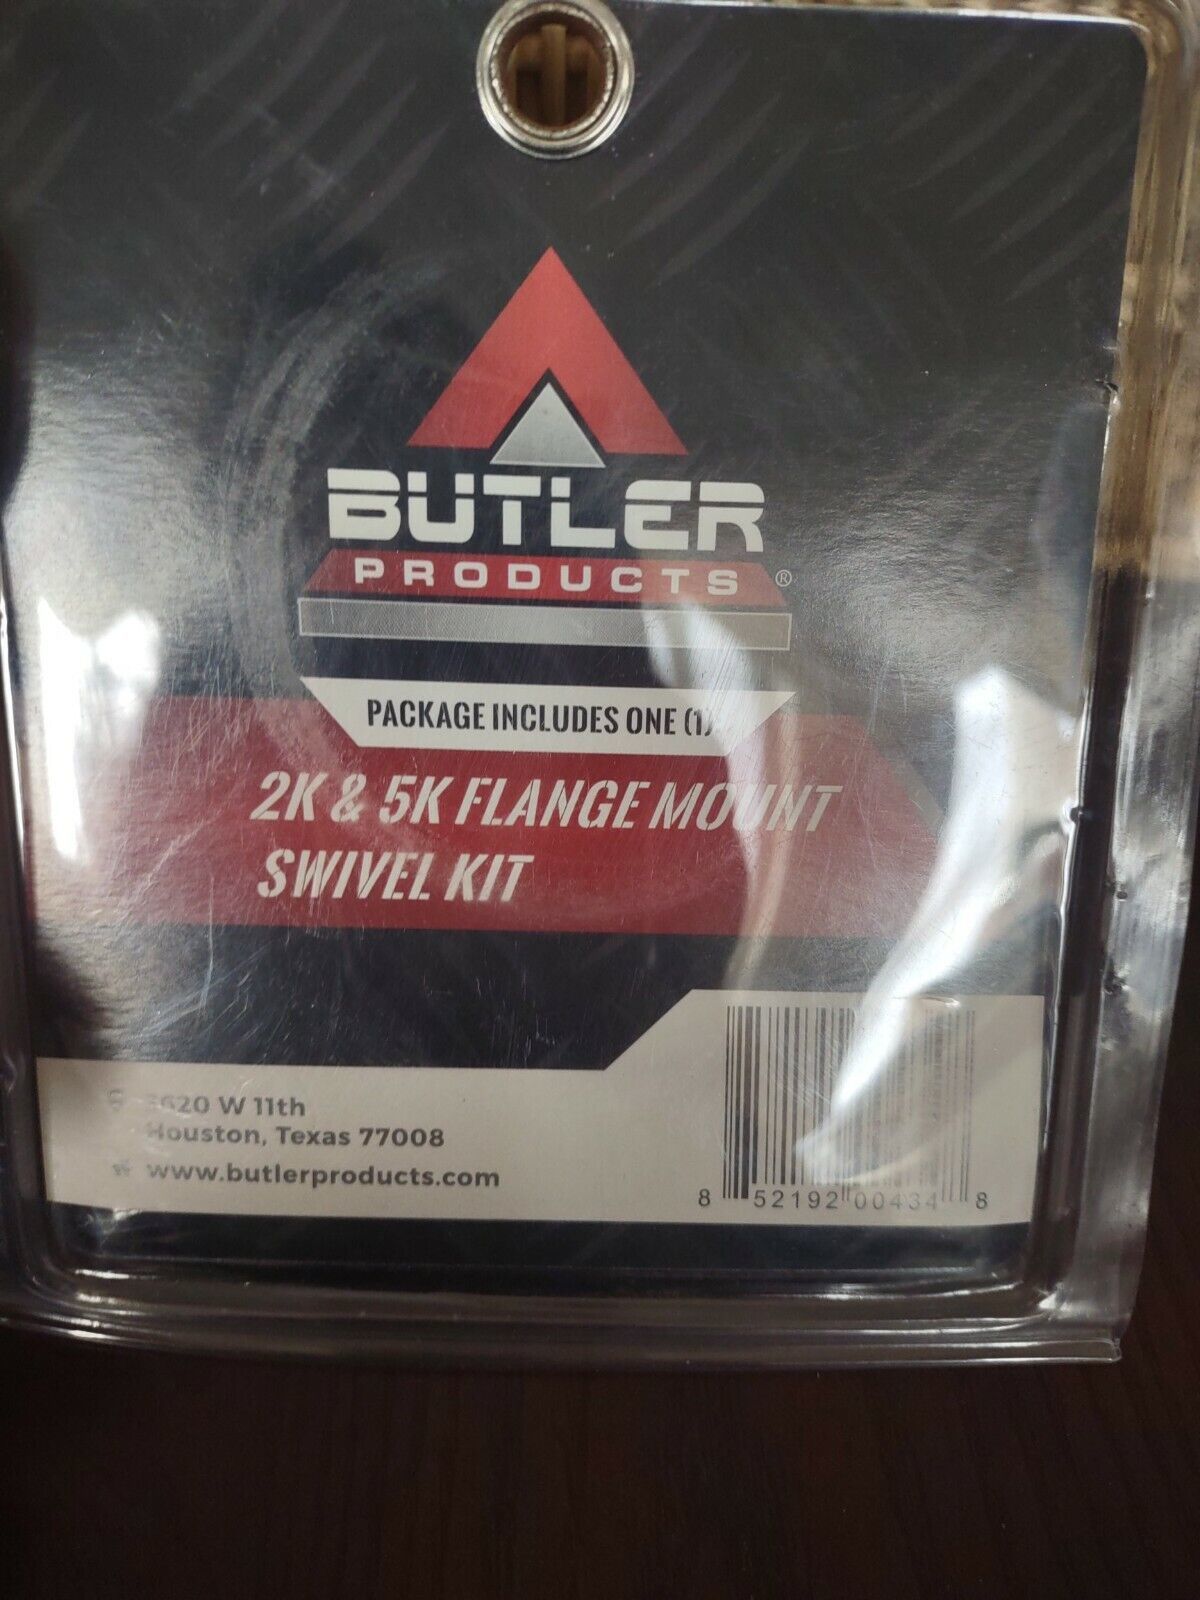 BUTLER
PRODUCTS ®
PACKAGE INCLUDES ONE (1)
2K & 5K FLANGE MOUNT
SWIVEL KIT
W 11th
Houston, Texas 77008
www.butlerproducts.com
8 52192 00434 8